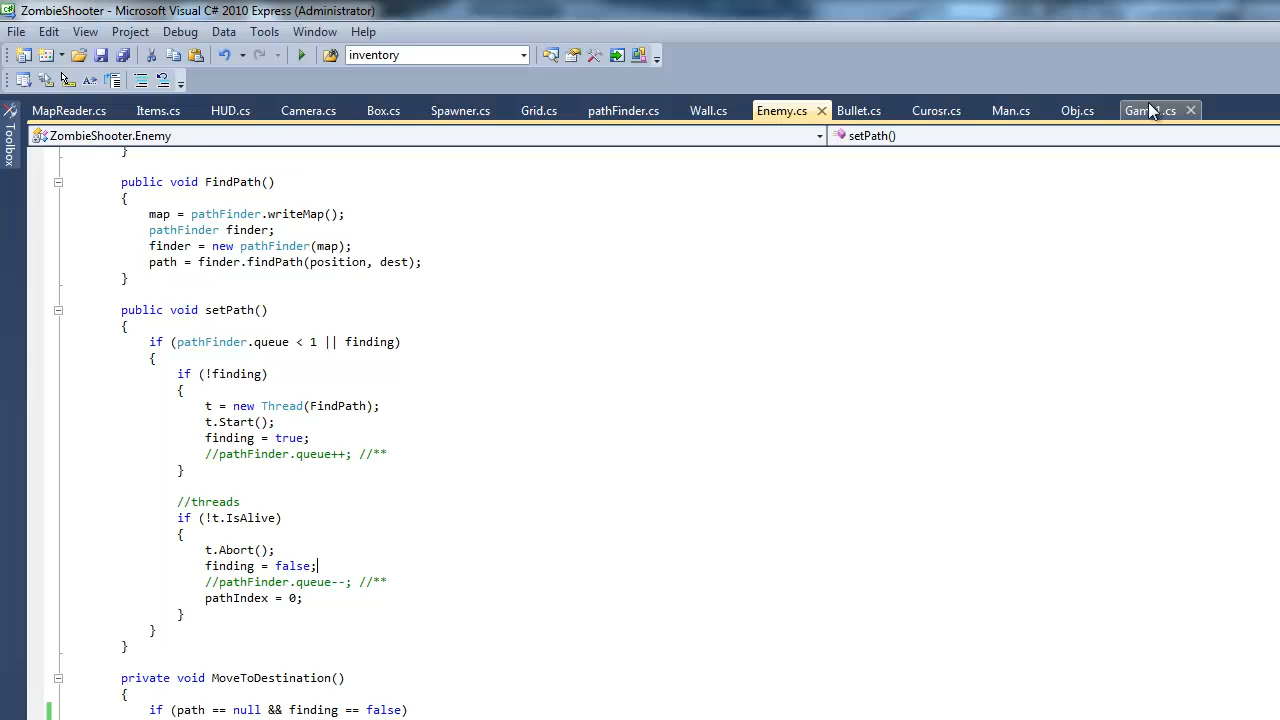 ZombieShooter - Microsoft Visual C# 2010 Express (Administrator)
File Edit View Project Debug Data Tools Window Help
inventory
MapReader.cs Items.cs HUD.cs Camera.cs Box.cs Spawner.cs Grid.cs pathFinder.cs Wall.cs Enemy.cs Bullet.cs Curosr.cs Man.cs Obj.cs
ZombieShooter.Enemy setPath()
Toolbox
}
public void FindPath()
{
map = pathFinder.writeMap();
pathFinder finder;
finder = new pathFinder(map);
path = finder.findPath(position, dest);
}
public void setPath()
{
if (pathFinder.queue < 1 || finding)
{
if (!finding)
{
t = new Thread(FindPath);
t.Start();
finding = true;
//pathFinder.queue++; //**
}
//threads
if (!t.IsAlive)
{
t.Abort();
finding = false;
//pathFinder.queue--; //**
pathIndex = 0;
}
}
}
private void MoveToDestination()
{
if (path == null && finding == false)